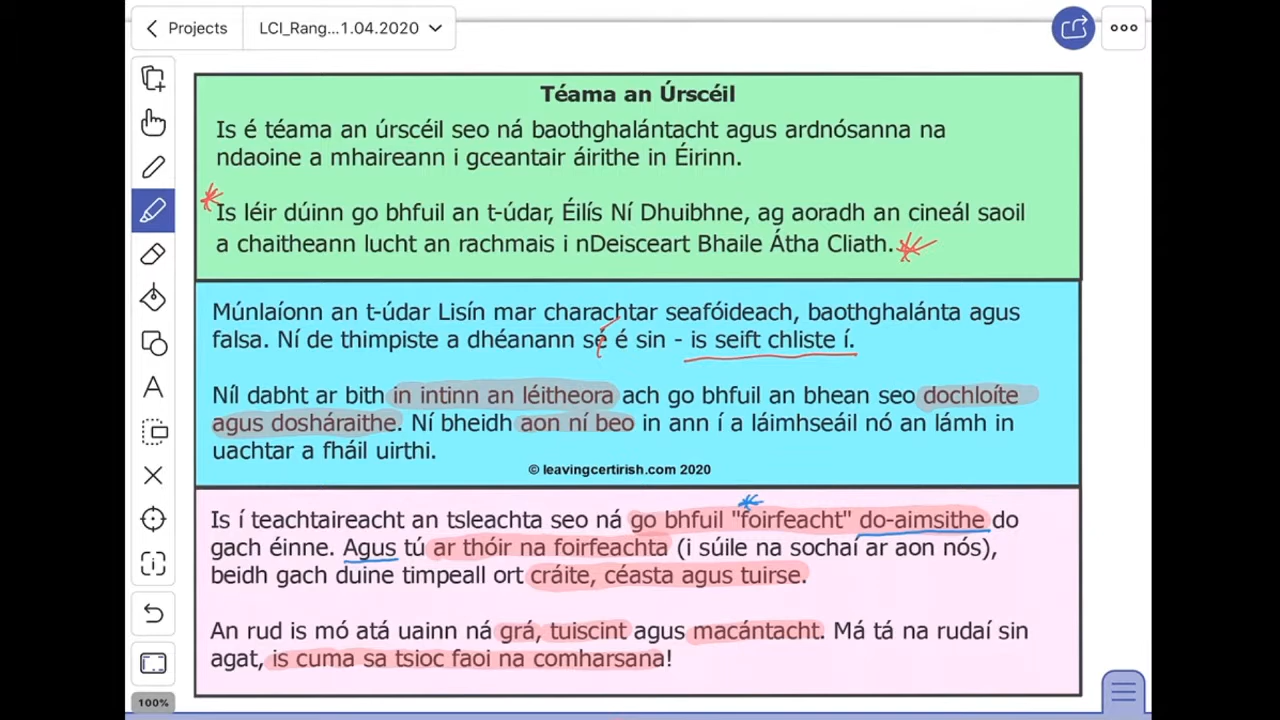 Projects
LCI_Rang...1.04.2020
Téama an Úrscéil
Is é téama an úrscéil seo ná baothghalántacht agus ardnósanna na
ndaoine a mhaireann i gceantair áirithe in Éirinn.
Is léir dúinn go bhfuil an t-údar, Éilís Ní Dhuibhne, ag aoradh an cineál saoil
a chaitheann lucht an rachmais i nDeisceart Bhaile Átha Cliath.
Múnlaíonn an t-údar Lisín mar charachtar seafóideach, baothghalánta agus
falsa. Ní de thimpiste a dhéanann sé é sin - is seift chliste í.
Níl dabht ar bith in intinn an léitheora ach go bhfuil an bhean seo dochloíte
agus dosháraithe. Ní bheidh aon ní beo in ann í a láimhseáil nó an lámh in
uachtar a fháil uirthi.
© leavingcertirish.com 2020
Is í teachtaireacht an tsleachta seo ná go bhfuil "foirfeacht" do-aimsithe do
gach éinne. Agus tú ar thóir na foirfeachta (i súile na sochaí ar aon nós),
beidh gach duine timpeall ort cráite, céasta agus tuirse.
An rud is mó atá uainn ná grá, tuiscint agus macántacht. Má tá na rudaí sin
agat, is cuma sa tsioc faoi na comharsana!
A
100%